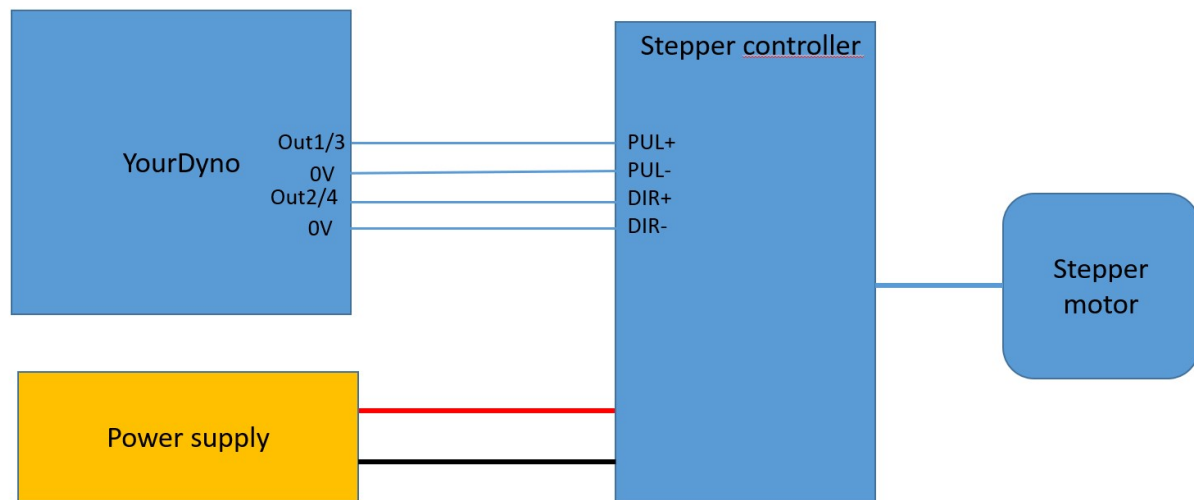 Stepper controller
YourDyno
Out1/3
0V
Out2/4
0V
PUL+
PUL-
DIR+
DIR-
Stepper
motor
Power supply